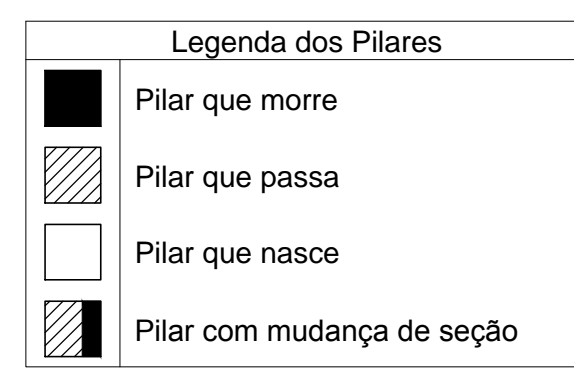 Legenda dos Pilares
Pilar que morre
Pilar que passa
Pilar que nasce
Pilar com mudança de seção